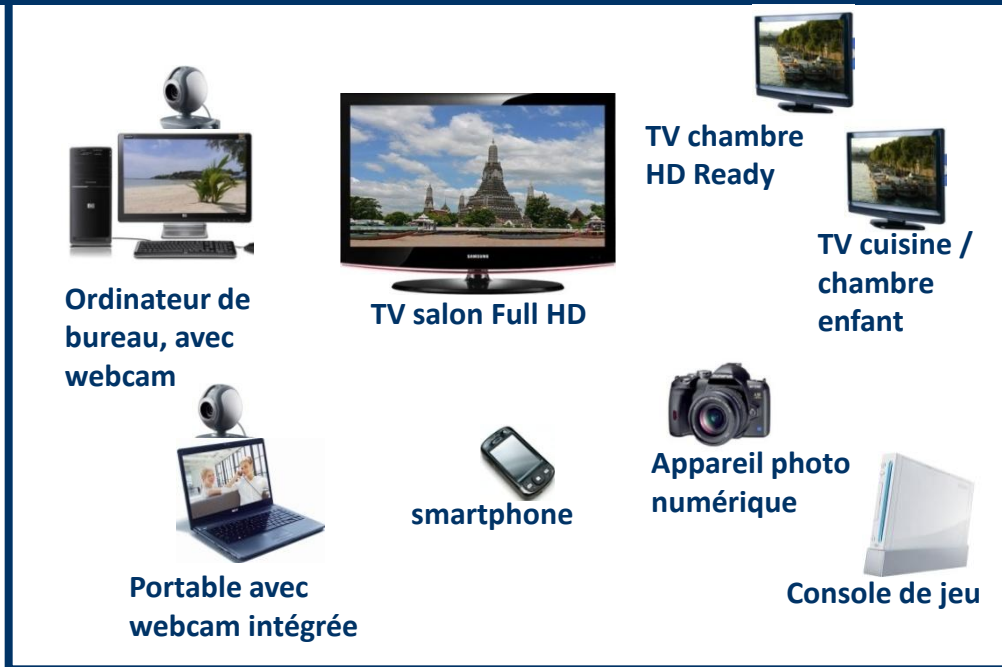 TV chambre
HD Ready
TV cuisine /
chambre
enfant
SAMSUNG
TV salon Full HD
Ordinateur de
bureau, avec
webcam
Appareil photo
numérique
smartphone
Console de jeu
Portable avec
webcam intégrée